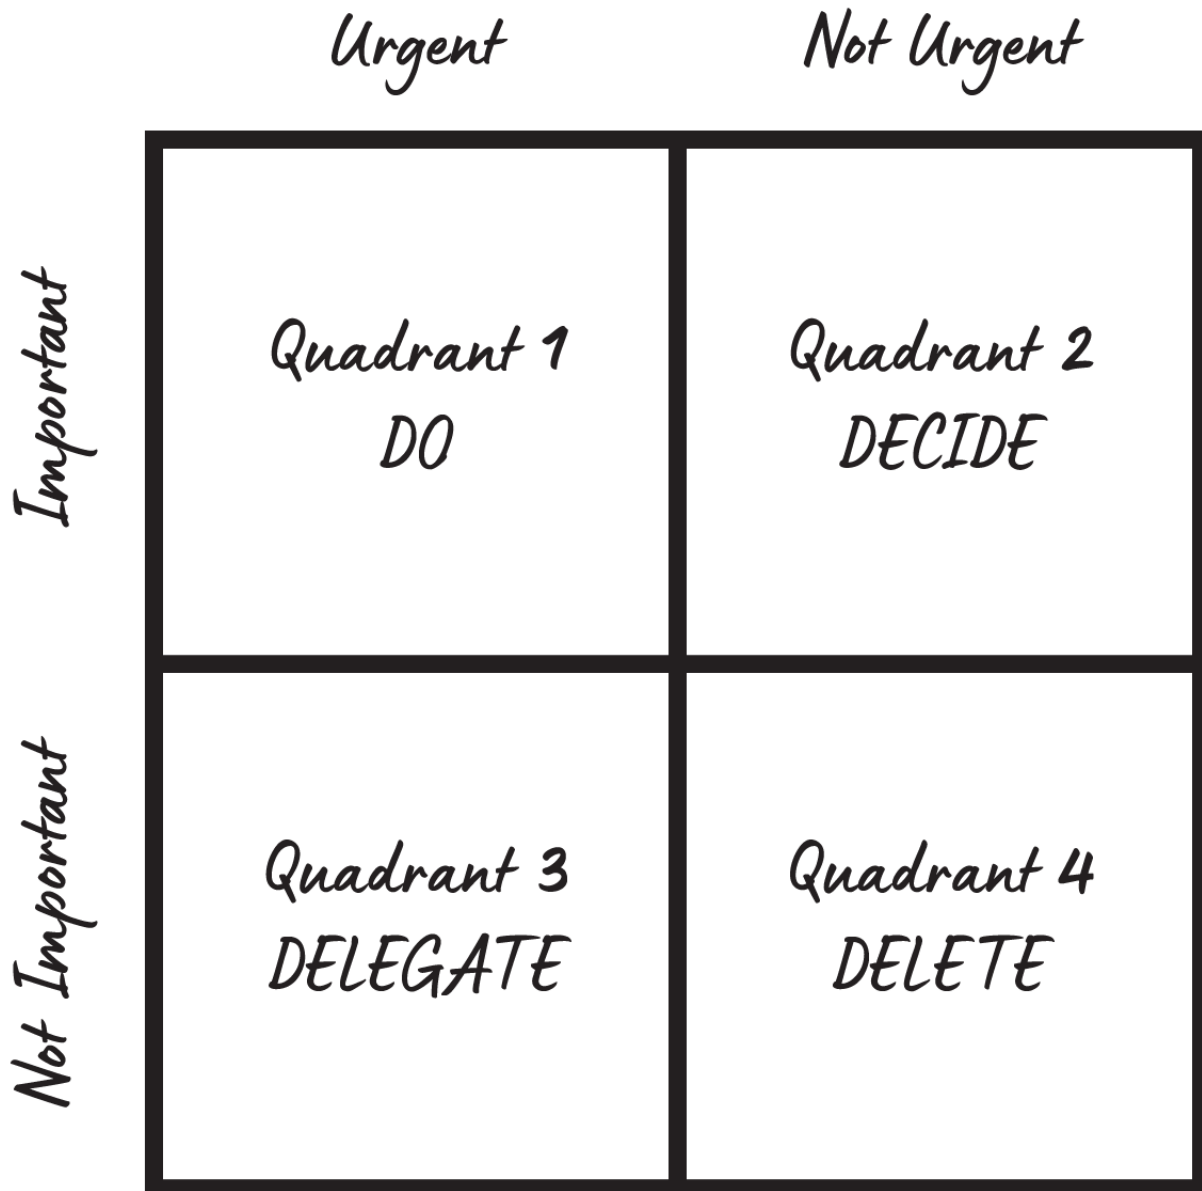 Urgent
Not Urgent
Important
Quadrant 1
DO
Quadrant 2
DECIDE
Not Important
Quadrant 3
DELEGATE
Quadrant 4
DELETE